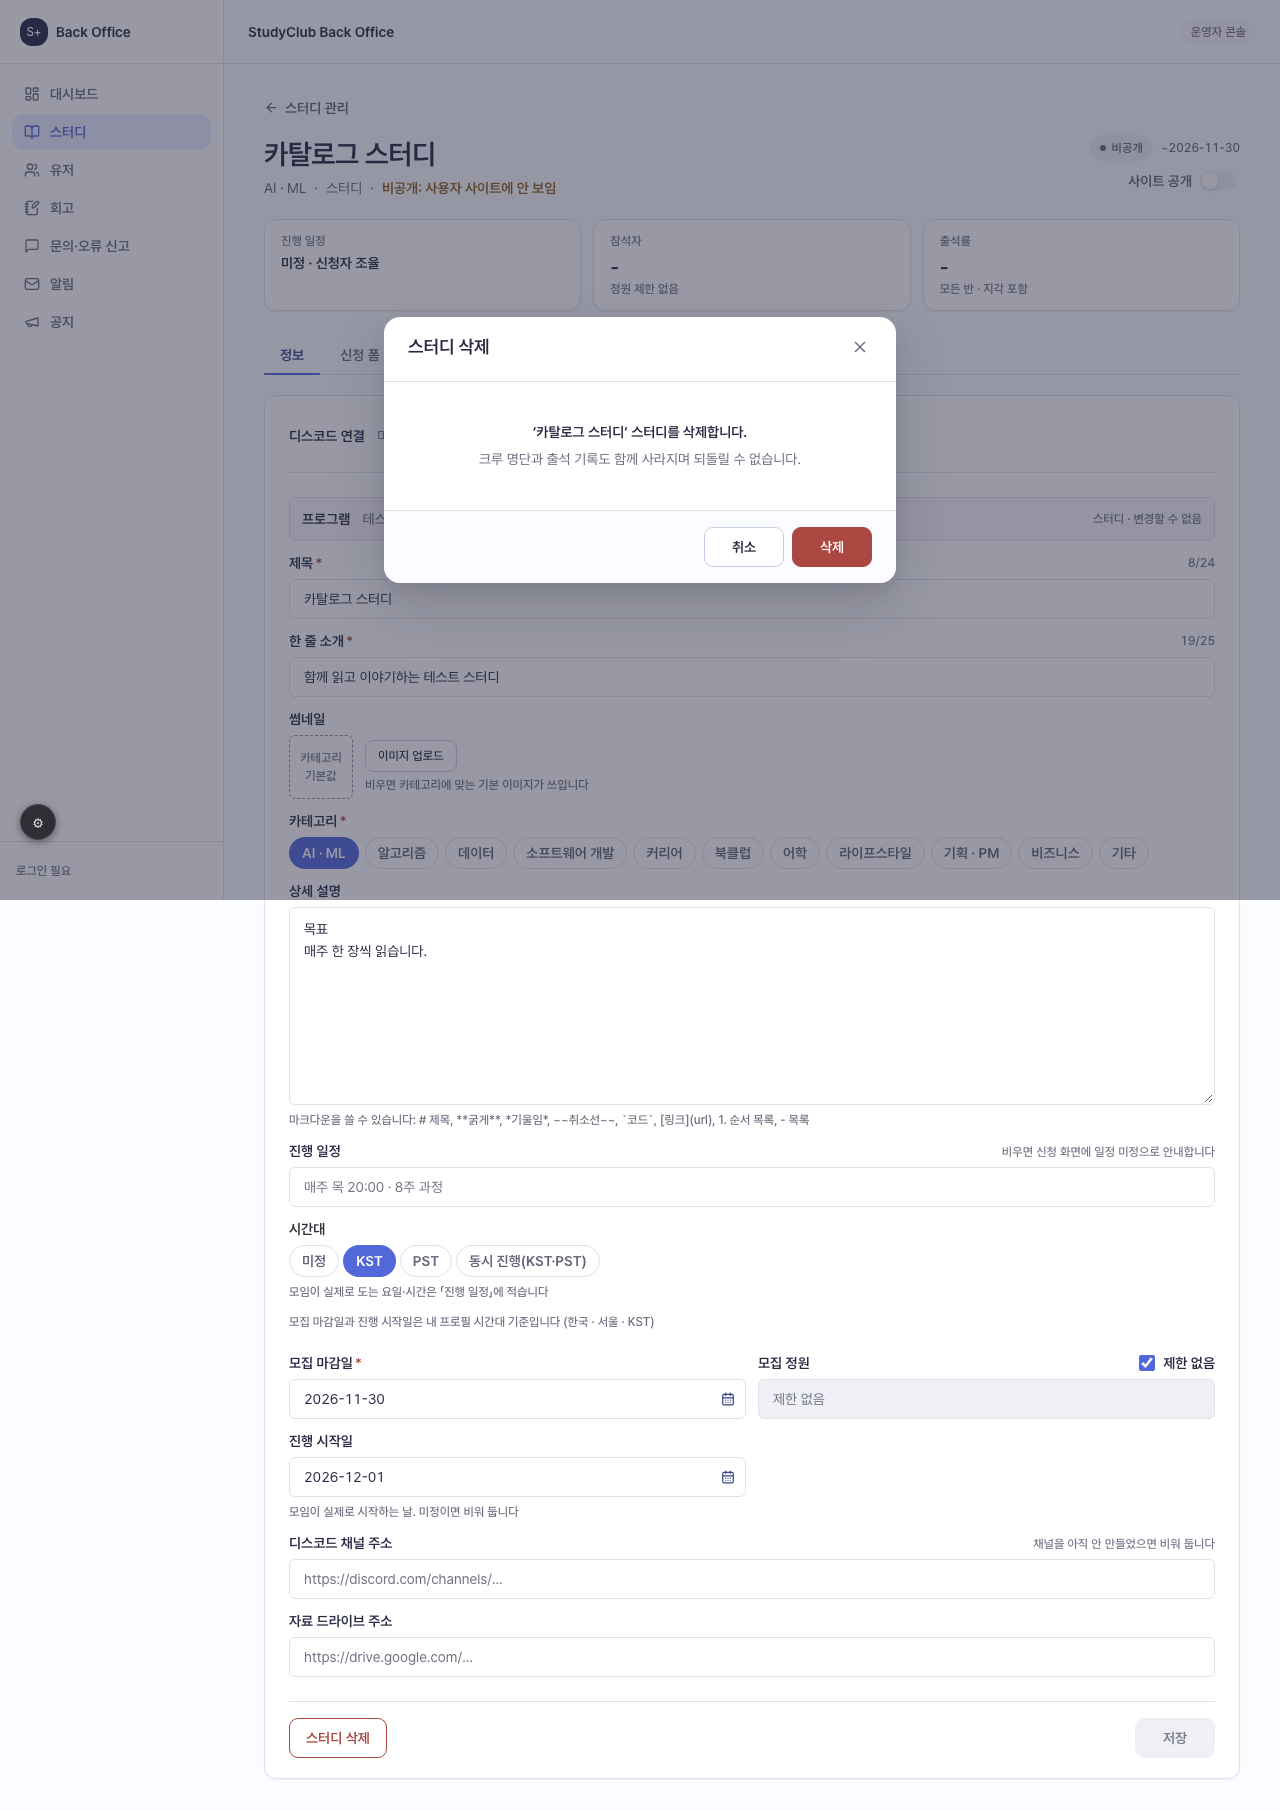 S+ Back Office
StudyClub Back Office
운영자 콘솔
대시보드
스터디
유저
회고
문의·오류 신고
알림
공지
로그인 필요
← 스터디 관리
카탈로그 스터디
비공개 ~2026-11-30
AI · ML · 스터디 · 비공개: 사용자 사이트에 안 보임
사이트 공개
진행 일정
미정 · 신청자 조율
참석자
-
정원 제한 없음
출석률
-
모든 반 · 지각 포함
정보 신청 폼
스터디 삭제
‘카탈로그 스터디’ 스터디를 삭제합니다.
크루 명단과 출석 기록도 함께 사라지며 되돌릴 수 없습니다.
취소 삭제
디스코드 연결
프로그램 스터디 · 변경할 수 없음
제목* 8/24
카탈로그 스터디
한 줄 소개* 19/25
함께 읽고 이야기하는 테스트 스터디
썸네일
카테고리
기본값
이미지 업로드
비우면 카테고리에 맞는 기본 이미지가 쓰입니다
카테고리*
AI · ML 알고리즘 데이터 소프트웨어 개발 커리어 북클럽 어학 라이프스타일 기획 · PM 비즈니스 기타
상세 설명
목표
매주 한 장씩 읽습니다.
마크다운을 쓸 수 있습니다: # 제목, **굵게**, *기울임*, ~~취소선~~, `코드`, [링크](url), 1. 순서 목록, - 목록
진행 일정 비우면 신청 화면에 일정 미정으로 안내합니다
매주 목 20:00 · 8주 과정
시간대
미정 KST PST 동시 진행(KST·PST)
모임이 실제로 도는 요일·시간은 「진행 일정」에 적습니다
모집 마감일과 진행 시작일은 내 프로필 시간대 기준입니다 (한국 · 서울 · KST)
모집 마감일* 모집 정원 제한 없음
2026-11-30 제한 없음
진행 시작일
2026-12-01
모임이 실제로 시작하는 날. 미정이면 비워 둡니다
디스코드 채널 주소 채널을 아직 안 만들었으면 비워 둡니다
https://discord.com/channels/...
자료 드라이브 주소
https://drive.google.com/...
스터디 삭제 저장